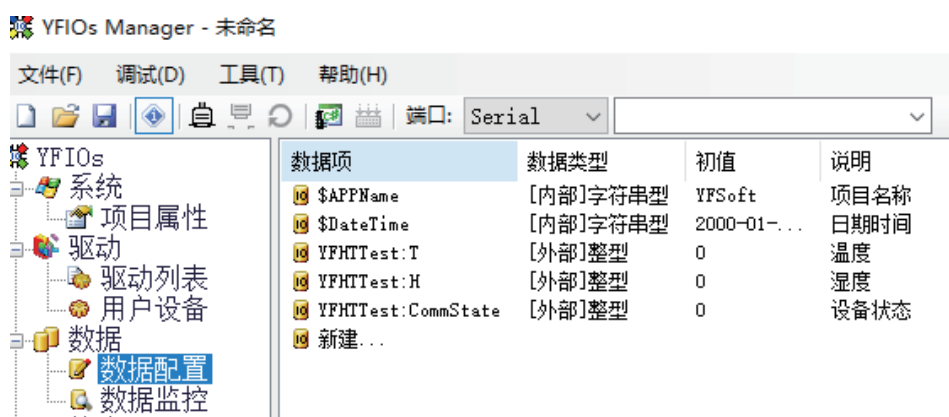 YFIOs Manager - 未命名
文件(F) 调试(D) 工具(T) 帮助(H)
端口: Serial
YFIOs
系统
项目属性
驱动
驱动列表
用户设备
数据
数据配置
数据监控
数据项 数据类型 初值 说明
$APPName [内部]字符串型 YFSoft 项目名称
$DateTime [内部]字符串型 2000-01-... 日期时间
YFHTTest:T [外部]整型 0 温度
YFHTTest:H [外部]整型 0 湿度
YFHTTest:CommState [外部]整型 0 设备状态
新建...